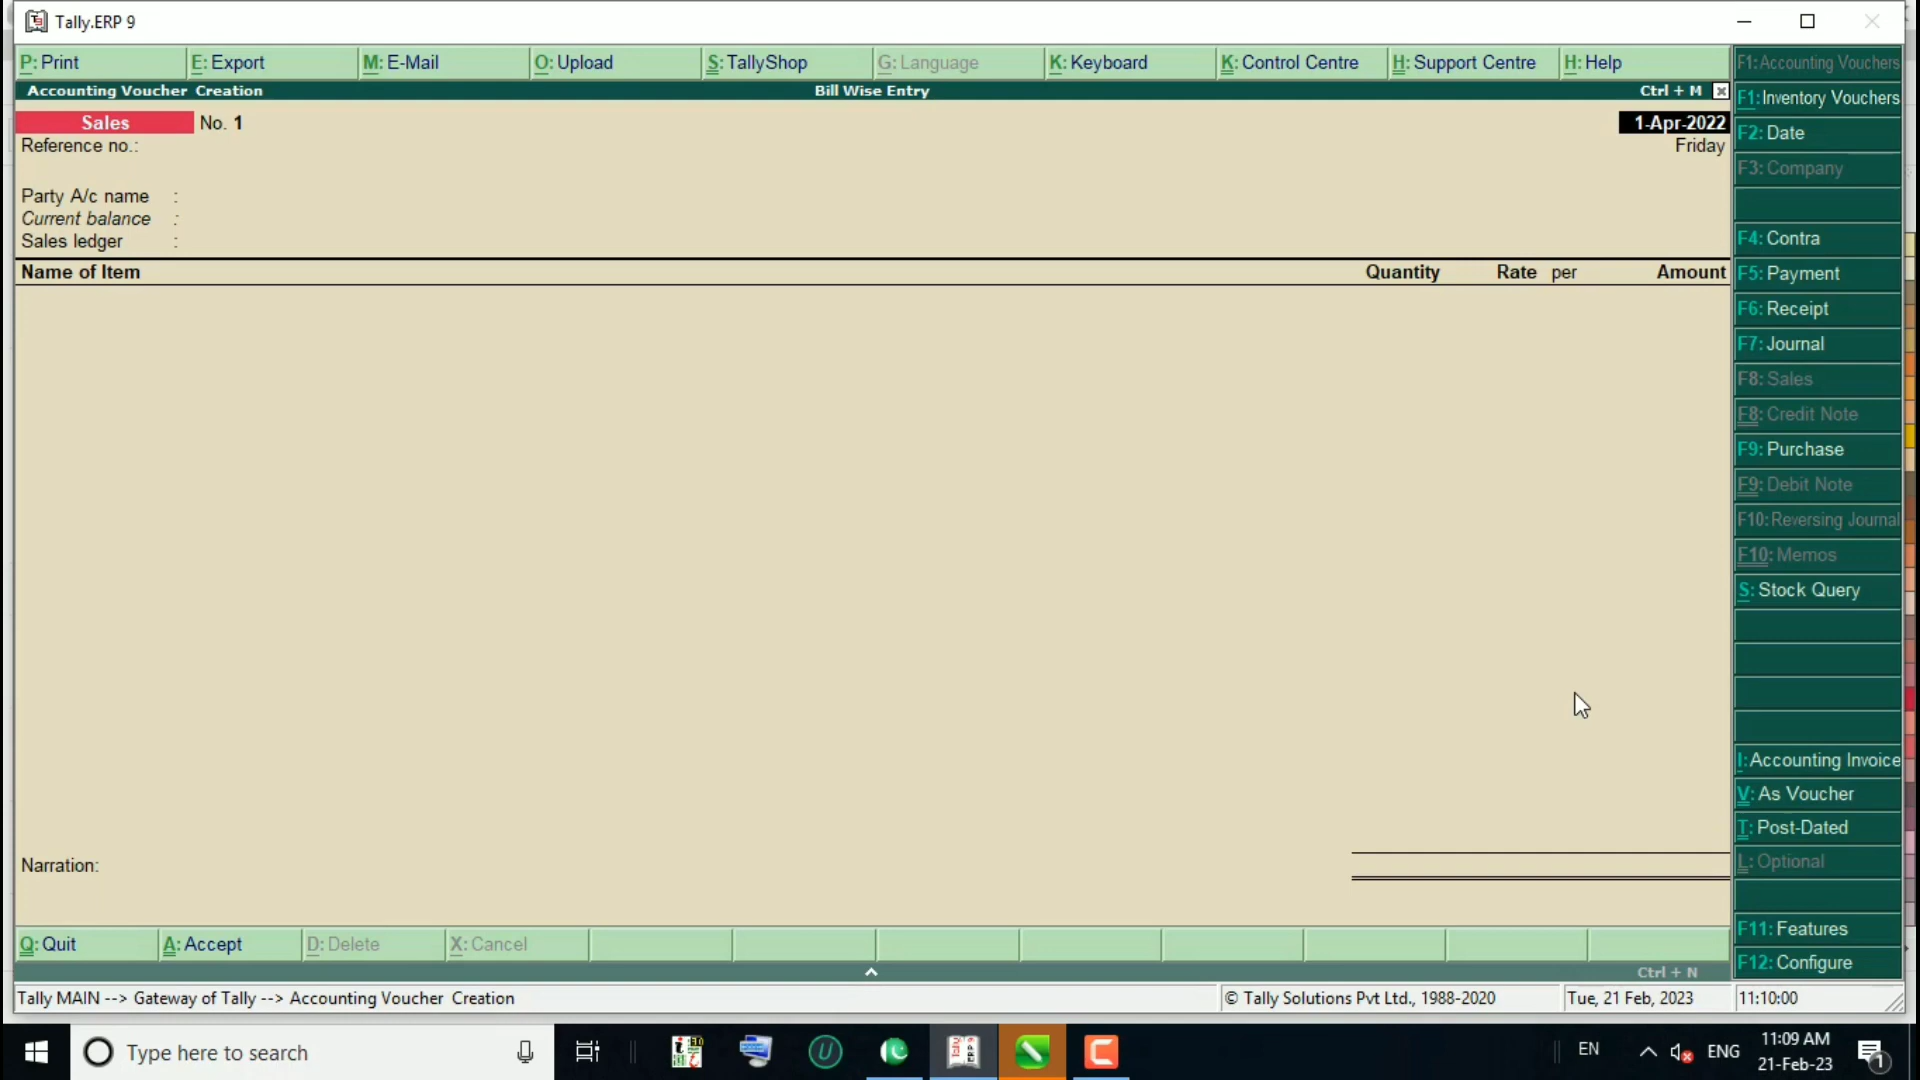 Tally.ERP 9
P: Print
E: Export
M: E-Mail
O: Upload
S: TallyShop
G: Language
K: Keyboard
K: Control Centre
H: Support Centre
H: Help
Accounting Voucher Creation
Bill Wise Entry
Ctrl + M
Sales
No. 1
1-Apr-2022
Reference no.:
Friday
Party A/c name :
Current balance :
Sales ledger :
Name of Item
Quantity
Rate per
Amount
Narration:
F1: Accounting Vouchers
F1: Inventory Vouchers
F2: Date
F3: Company
F4: Contra
F5: Payment
F6: Receipt
F7: Journal
F8: Sales
F8: Credit Note
F9: Purchase
F9: Debit Note
F10: Reversing Journal
F10: Memos
S: Stock Query
I: Accounting Invoice
V: As Voucher
T: Post-Dated
L: Optional
F11: Features
F12: Configure
Q: Quit
A: Accept
D: Delete
X: Cancel
Ctrl + N
Tally MAIN --> Gateway of Tally --> Accounting Voucher Creation
© Tally Solutions Pvt Ltd., 1988-2020
Tue, 21 Feb, 2023
11:10:00
Type here to search
EN
ENG
11:09 AM
21-Feb-23
1